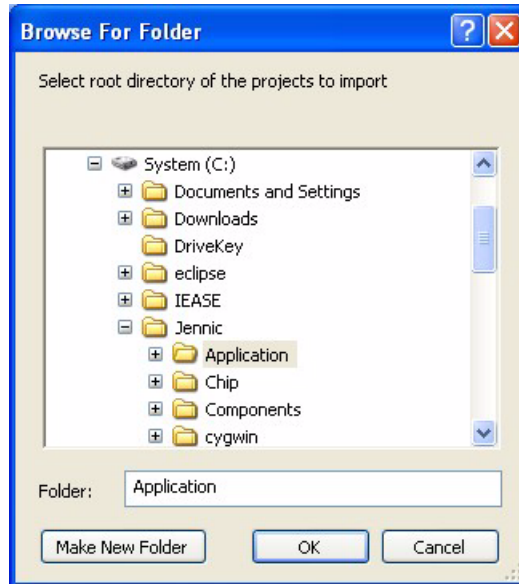 Browse For Folder
Select root directory of the projects to import
System (C:)
Documents and Settings
Downloads
DriveKey
eclipse
IEASE
Jennic
Application
Chip
Components
cygwin
Folder: Application
Make New Folder OK Cancel